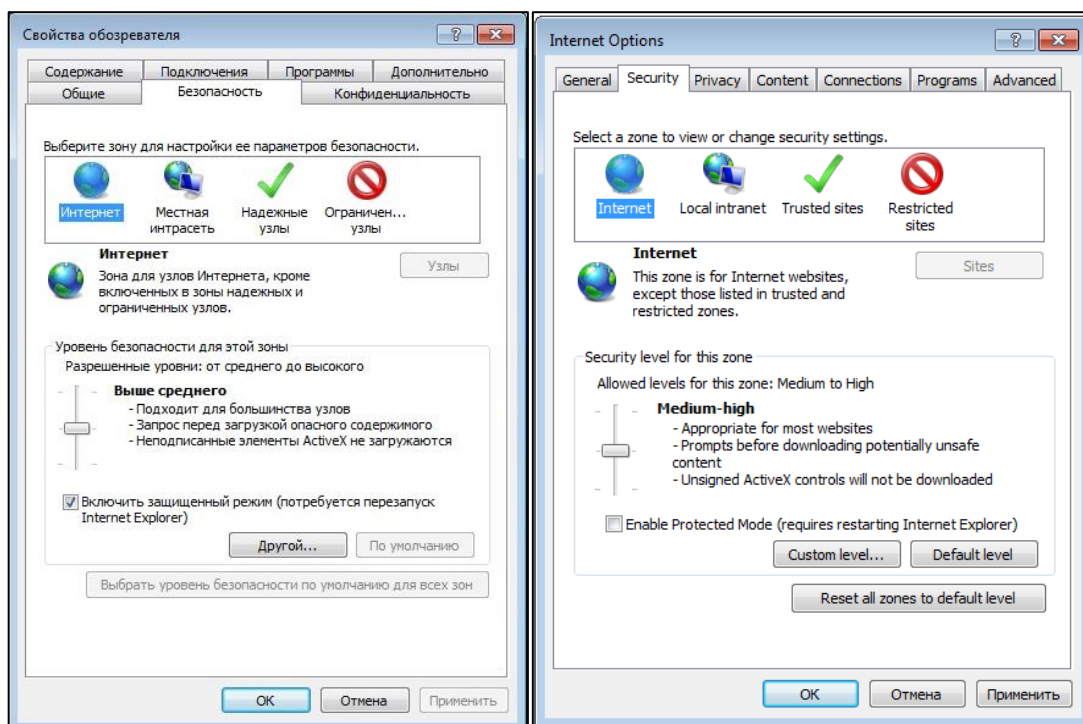 Свойства обозревателя
Содержание Подключения Программы Дополнительно
Общие Безопасность Конфиденциальность
Выберите зону для настройки ее параметров безопасности.
Интернет Местная интрасеть Надежные узлы Ограничен... узлы
Интернет
Узлы
Зона для узлов Интернета, кроме
включенных в зоны надежных и
ограниченных узлов.
Уровень безопасности для этой зоны
Разрешенные уровни: от среднего до высокого
Выше среднего
- Подходит для большинства узлов
- Запрос перед загрузкой опасного содержимого
- Неподписанные элементы ActiveX не загружаются
Включить защищенный режим (потребуется перезапуск
Internet Explorer)
Другой... По умолчанию
Выбрать уровень безопасности по умолчанию для всех зон
ОК Отмена Применить
Internet Options
General Security Privacy Content Connections Programs Advanced
Select a zone to view or change security settings.
Internet Local intranet Trusted sites Restricted sites
Internet
Sites
This zone is for Internet websites,
except those listed in trusted and
restricted zones.
Security level for this zone
Allowed levels for this zone: Medium to High
Medium-high
- Appropriate for most websites
- Prompts before downloading potentially unsafe
content
- Unsigned ActiveX controls will not be downloaded
Enable Protected Mode (requires restarting Internet Explorer)
Custom level... Default level
Reset all zones to default level
ОК Отмена Применить